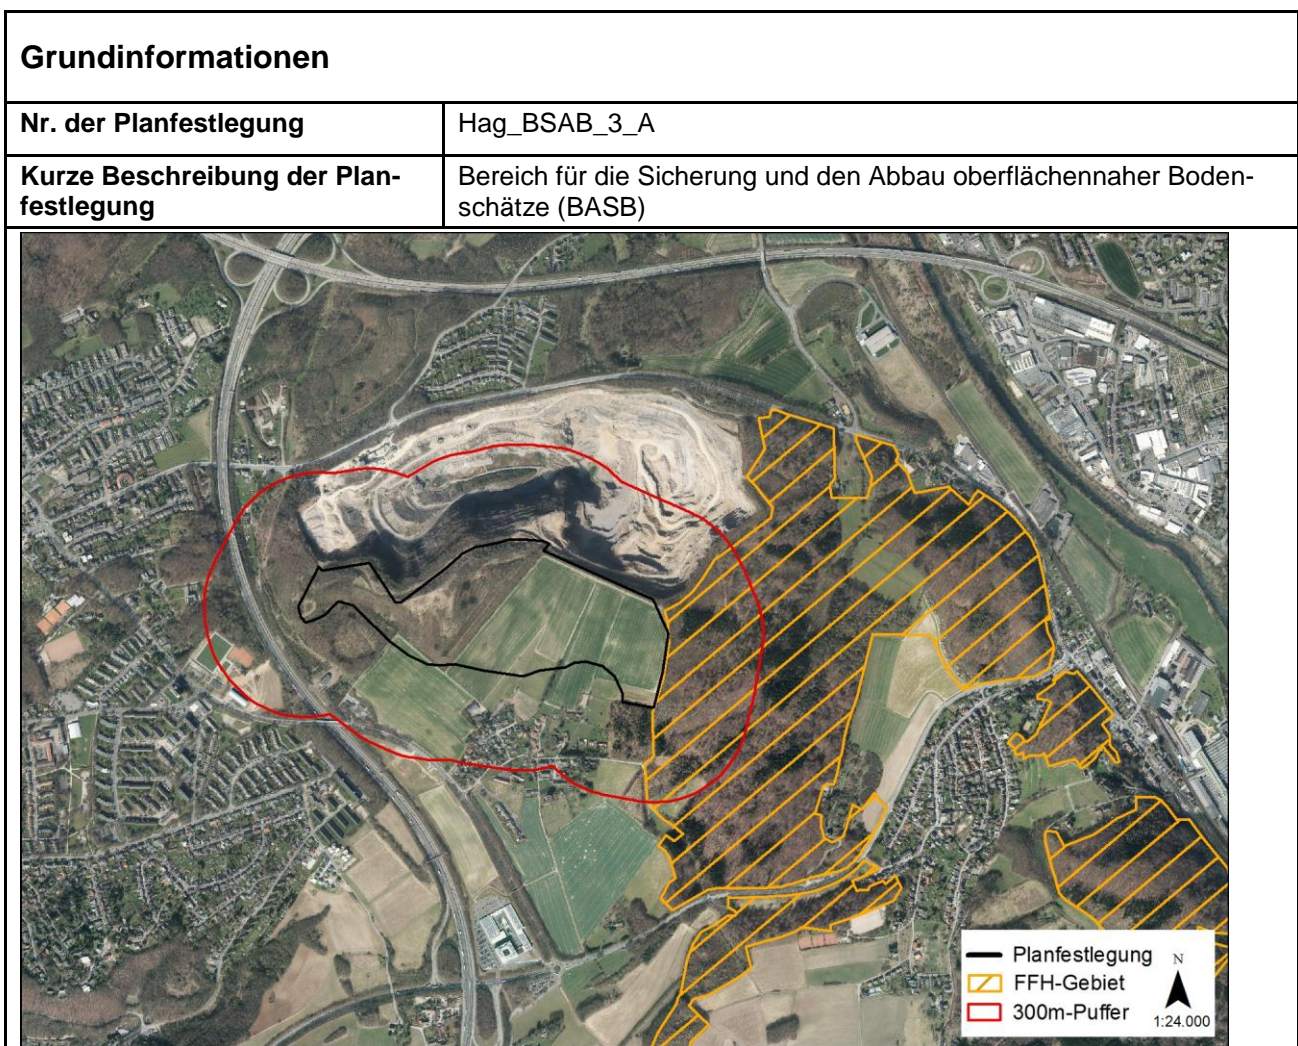 Grundinformationen
Nr. der Planfestlegung
Hag_BSAB_3_A
Kurze Beschreibung der Plan-
festlegung
Bereich für die Sicherung und den Abbau oberflächennaher Boden-
schätze (BASB)
Planfestlegung
N
FFH-Gebiet
300m-Puffer
1:24.000